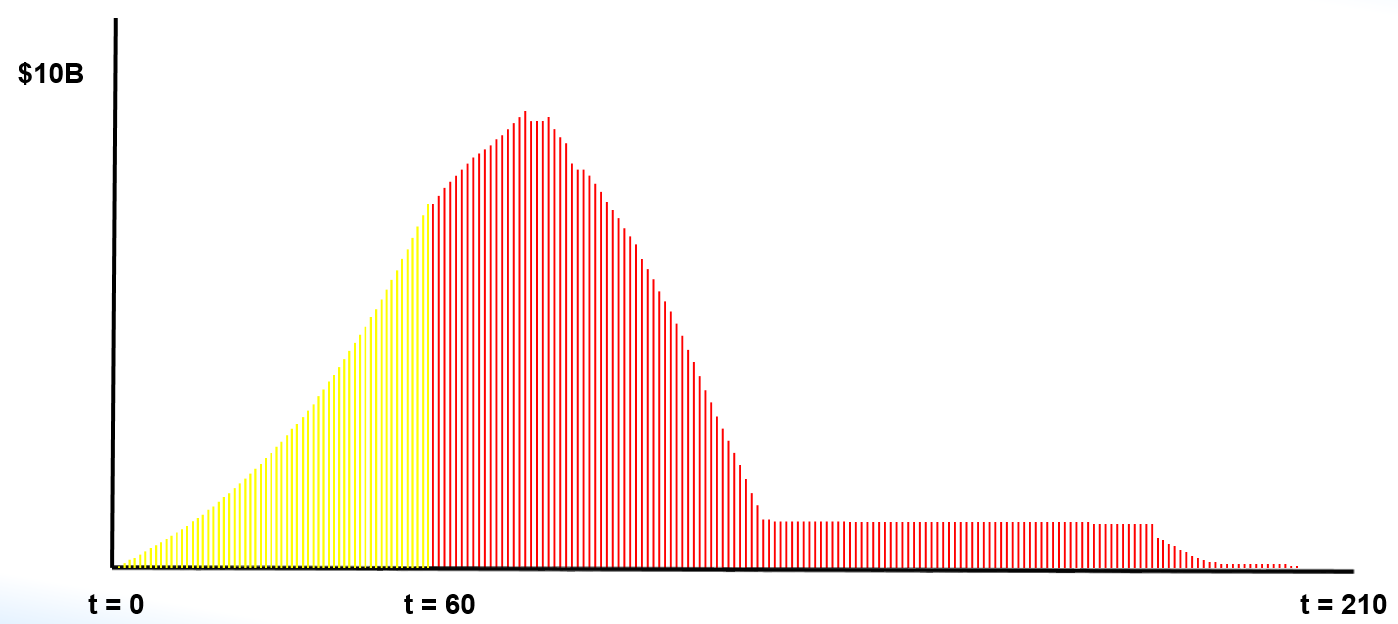 $10B
t = 0
t = 60
t = 210